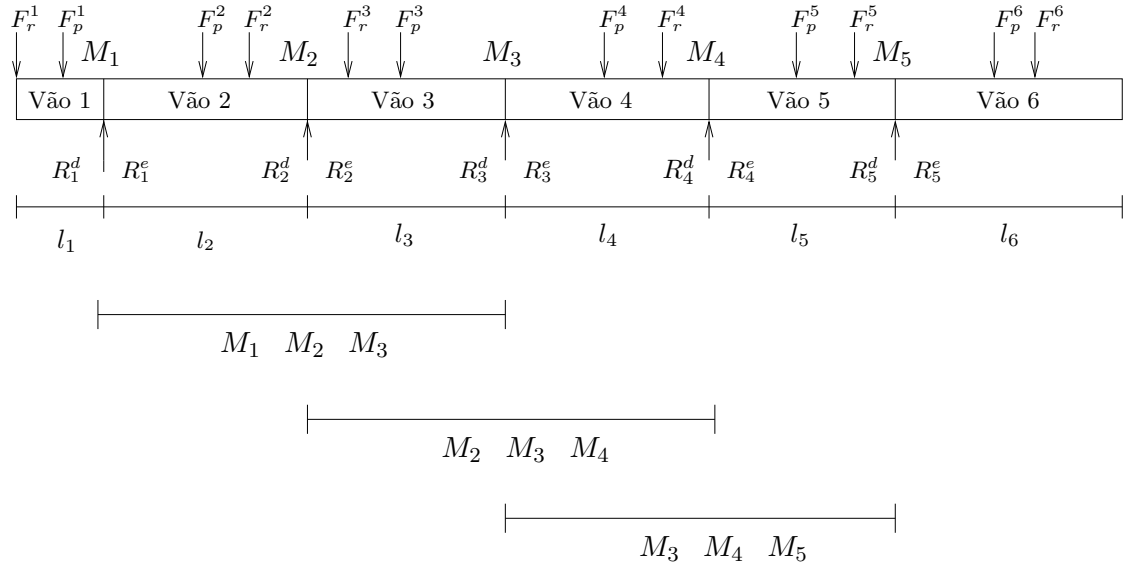 F_r^1 F_p^1 F_p^2 F_r^2 F_r^3 F_p^3 F_p^4 F_r^4 F_p^5 F_r^5 F_p^6 F_r^6
M_1 M_2 M_3 M_4 M_5
Vão 1 Vão 2 Vão 3 Vão 4 Vão 5 Vão 6
R_1^d R_1^e R_2^d R_2^e R_3^d R_3^e R_4^d R_4^e R_5^d R_5^e
l_1 l_2 l_3 l_4 l_5 l_6
M_1 M_2 M_3
M_2 M_3 M_4
M_3 M_4 M_5